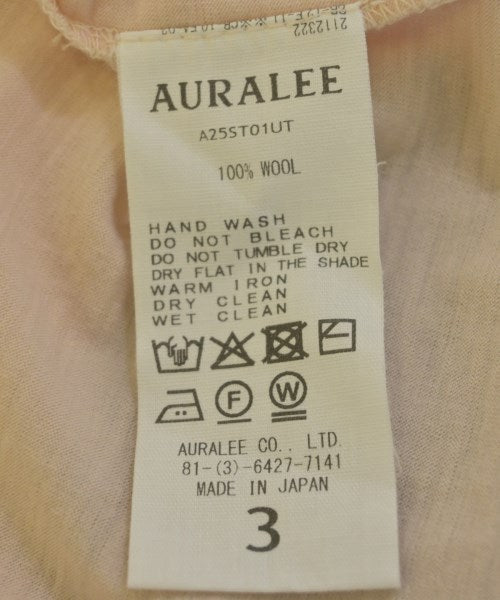 2112322
AURALEE
A25ST01UT
100% WOOL
HAND WASH
DO NOT BLEACH
DO NOT TUMBLE DRY
DRY FLAT IN THE SHADE
WARM IRON
DRY CLEAN
WET CLEAN
F W
AURALEE CO., LTD.
81-(3)-6427-7141
MADE IN JAPAN
3